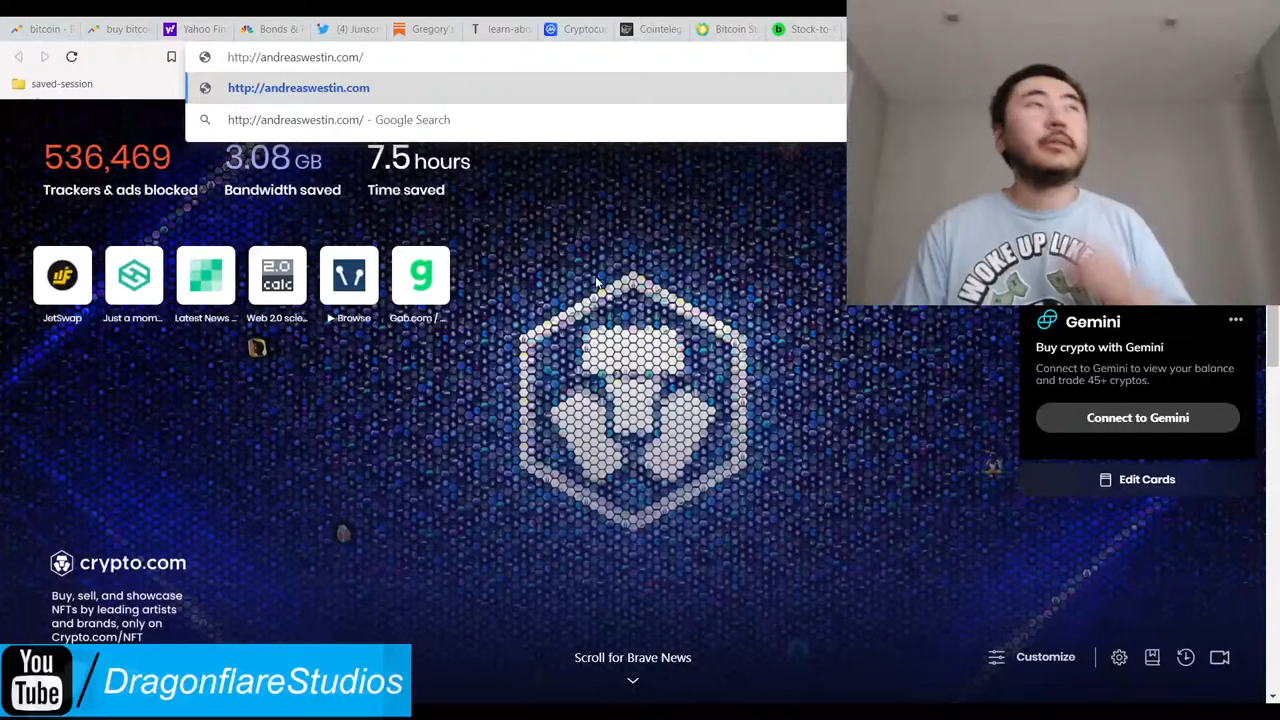 bitcoin -
buy bitco
Yahoo Fin
Bonds &
(4) Junso
Gregory's
learn-abo
Cryptocur
Cointeleg
Bitcoin St
Stock-to-
http://andreaswestin.com/
saved-session
http://andreaswestin.com
http://andreaswestin.com/ - Google Search
536,469
Trackers & ads blocked
3.08 GB
Bandwidth saved
7.5 hours
Time saved
WOKE UP LIKE
JetSwap
Just a mom...
Latest News ...
2.0
calc
Web 2.0 scie...
Browse
g
Gab.com / ...
Gemini
Buy crypto with Gemini
Connect to Gemini to view your balance
and trade 45+ cryptos.
Connect to Gemini
Edit Cards
crypto.com
Buy, sell, and showcase
NFTs by leading artists
and brands, only on
Crypto.com/NFT
Scroll for Brave News
Customize
You
Tube
/ DragonflareStudios